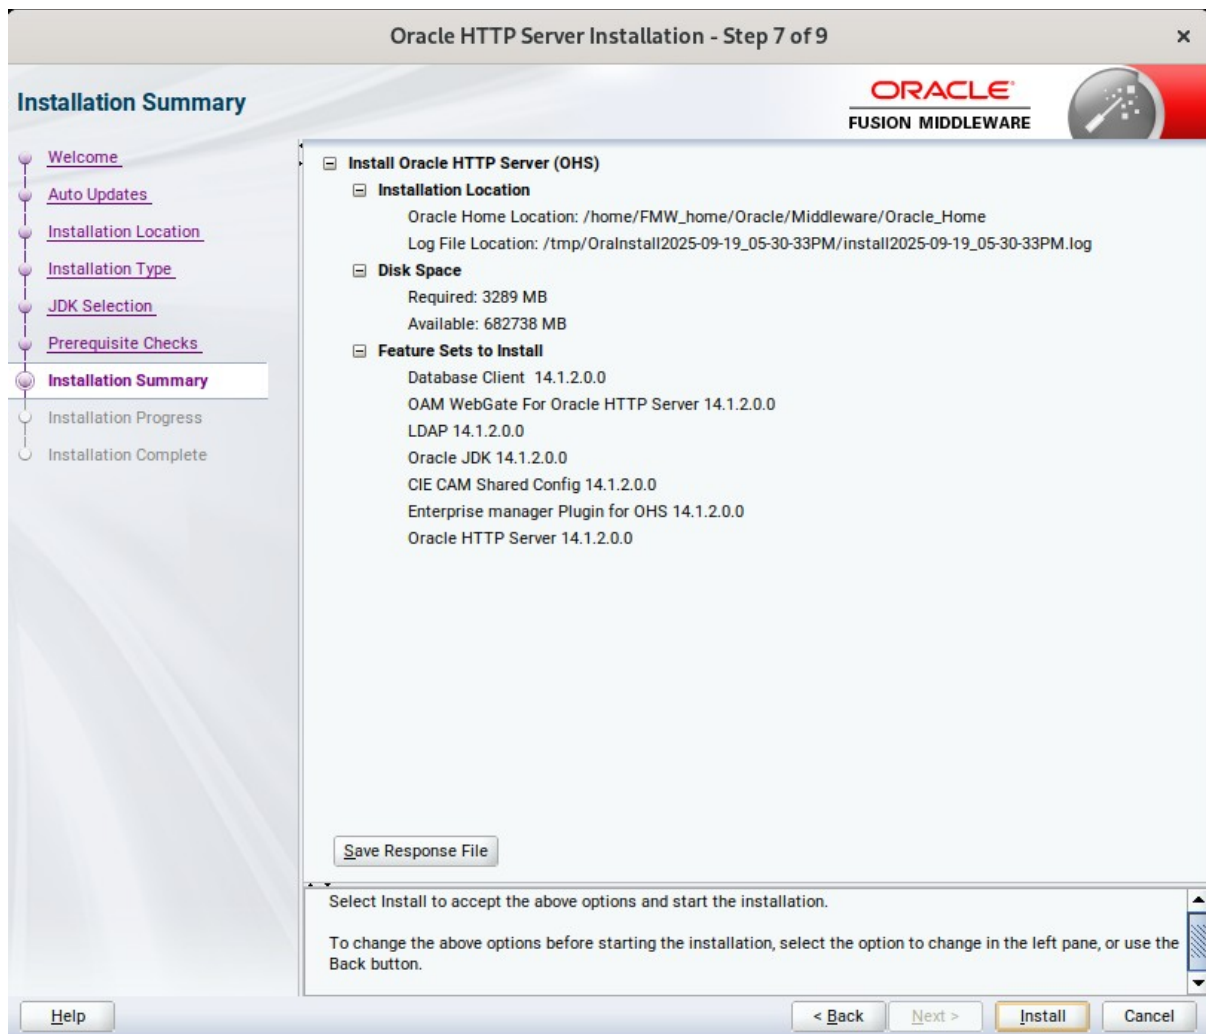 Oracle HTTP Server Installation - Step 7 of 9
Installation Summary
ORACLE
FUSION MIDDLEWARE
Welcome
Auto Updates
Installation Location
Installation Type
JDK Selection
Prerequisite Checks
Installation Summary
Installation Progress
Installation Complete
Install Oracle HTTP Server (OHS)
Installation Location
Oracle Home Location: /home/FMW_home/Oracle/Middleware/Oracle_Home
Log File Location: /tmp/OraInstall2025-09-19_05-30-33PM/install2025-09-19_05-30-33PM.log
Disk Space
Required: 3289 MB
Available: 682738 MB
Feature Sets to Install
Database Client 14.1.2.0.0
OAM WebGate For Oracle HTTP Server 14.1.2.0.0
LDAP 14.1.2.0.0
Oracle JDK 14.1.2.0.0
CIE CAM Shared Config 14.1.2.0.0
Enterprise manager Plugin for OHS 14.1.2.0.0
Oracle HTTP Server 14.1.2.0.0
Save Response File
Select Install to accept the above options and start the installation.
To change the above options before starting the installation, select the option to change in the left pane, or use the
Back button.
Help
< Back
Next >
Install
Cancel